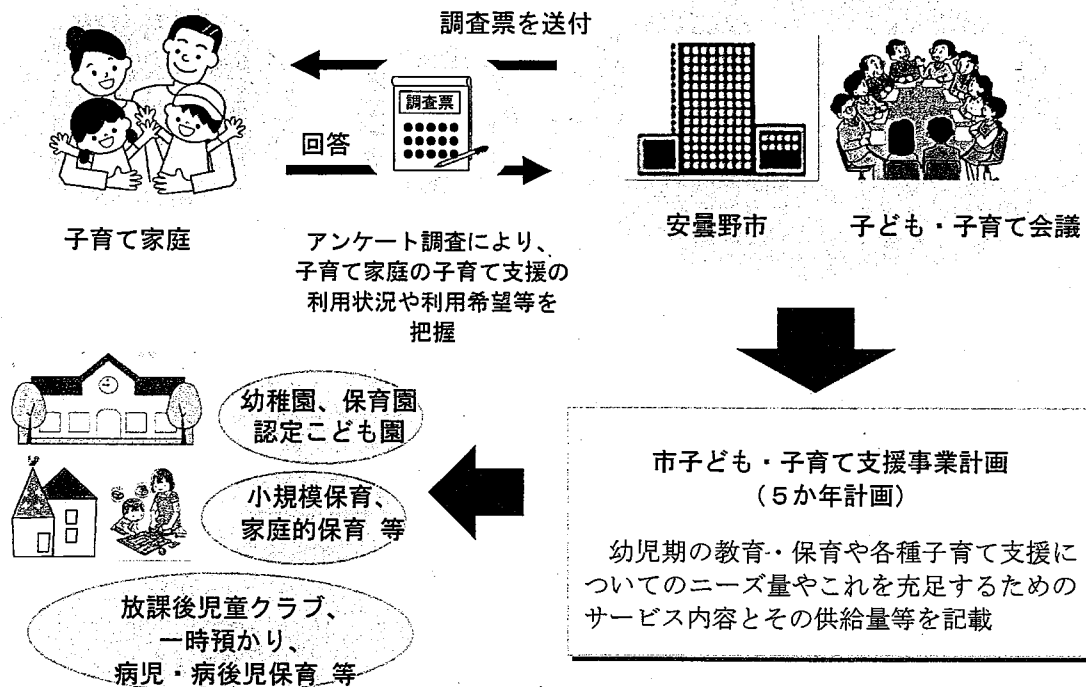 調査票を送付
調査票
回答
子育て家庭
アンケート調査により、
子育て家庭の子育て支援の
利用状況や利用希望等を
把握
安曇野市
子ども・子育て会議
市子ども・子育て支援事業計画
(5か年計画)
幼児期の教育・保育や各種子育て支援に
ついてのニーズ量やこれを充足するための
サービス内容とその供給量等を記載
幼稚園、保育園
認定こども園
小規模保育、
家庭的保育 等
放課後児童クラブ、
一時預かり、
病児・病後児保育 等